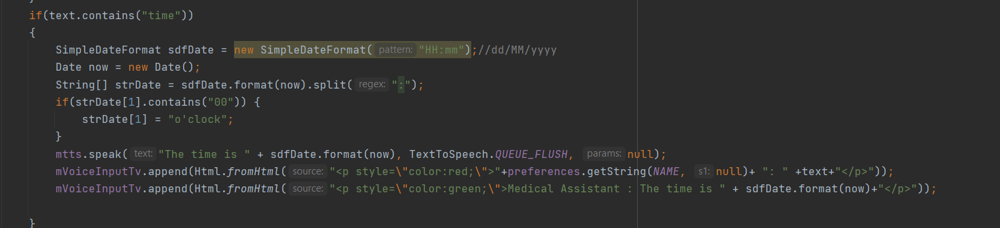 }
if(text.contains("time"))
{
SimpleDateFormat sdfDate = new SimpleDateFormat( pattern: "HH:mm");//dd/MM/yyyy
Date now = new Date();
String[] strDate = sdfDate.format(now).split( regex: ":");
if(strDate[1].contains("00")) {
strDate[1] = "o'clock";
}
mtts.speak( text: "The time is " + sdfDate.format(now), TextToSpeech.QUEUE_FLUSH, params: null);
mVoiceInputTv.append(Html.fromHtml( source: "<p style=\"color:red;\">"+preferences.getString(NAME, s1: null)+ ": " +text+"</p>"));
mVoiceInputTv.append(Html.fromHtml( source: "<p style=\"color:green;\">Medical Assistant : The time is " + sdfDate.format(now)+"</p>"));
}